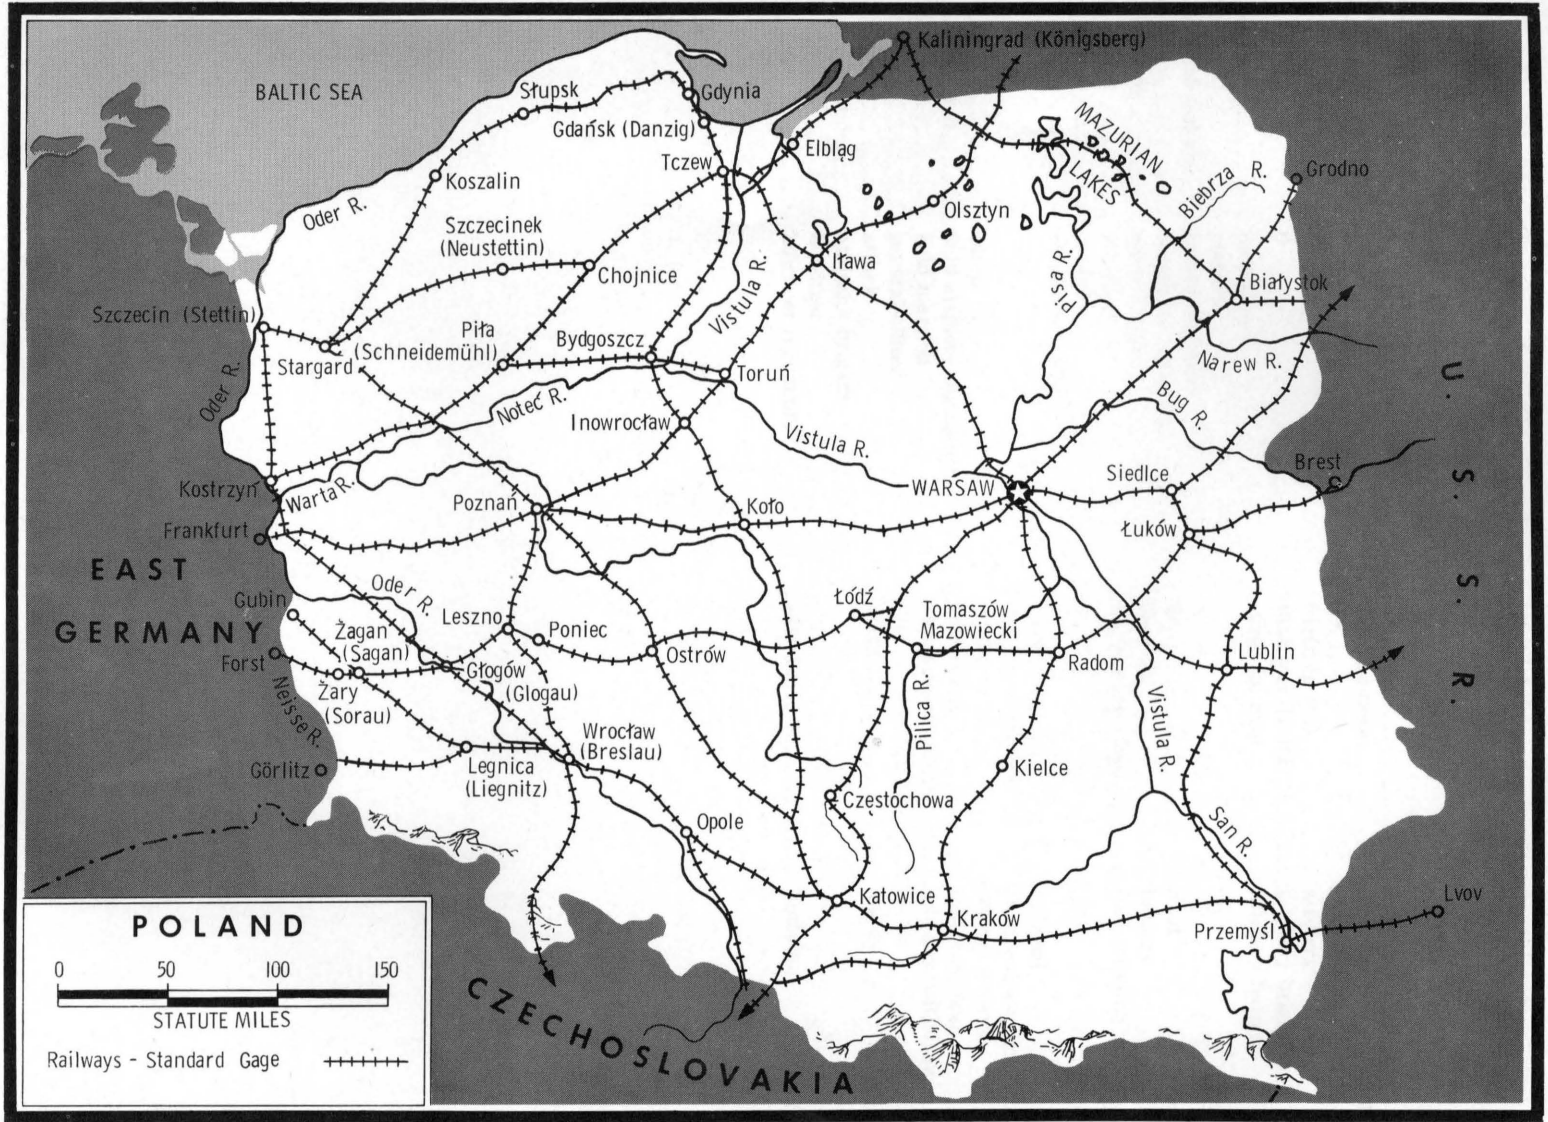 Kaliningrad (Königsberg)
BALTIC SEA
Słupsk
Gdynia
Gdańsk (Danzig)
MAZURIAN
LAKES
Elbląg
Tczew
Koszalin
Biebrza R.
Grodno
Oder R.
Olsztyn
Szczecinek
(Neustettin)
Chojnice
Iława
Pisa R.
Białystok
Vistula R.
Szczecin (Stettin)
Piła
(Schneidemühl)
Bydgoszcz
Stargard
Toruń
Narew R.
U. S. S. R.
Oder R.
Noteć R.
Bug R.
Inowrocław
Vistula R.
Brest
Siedlce
WARSAW
Kostrzyń
Warta R.
Poznań
Koło
Łuków
Frankfurt
EAST
GERMANY
Oder R.
Gubin
Łódź
Tomaszów
Mazowiecki
Leszno
Poniec
Żagan
(Sagan)
Ostrów
Radom
Lublin
Forst
Głogów
(Glogau)
Żary
(Sorau)
Neisse R.
Pilica R.
Vistula R.
Wrocław
(Breslau)
Görlitz
Legnica
(Liegnitz)
Kielce
Częstochowa
Opole
San R.
Katowice
Kraków
Lvov
Przemyśl
CZECHOSLOVAKIA
POLAND
0 50 100 150
STATUTE MILES
Railways - Standard Gage